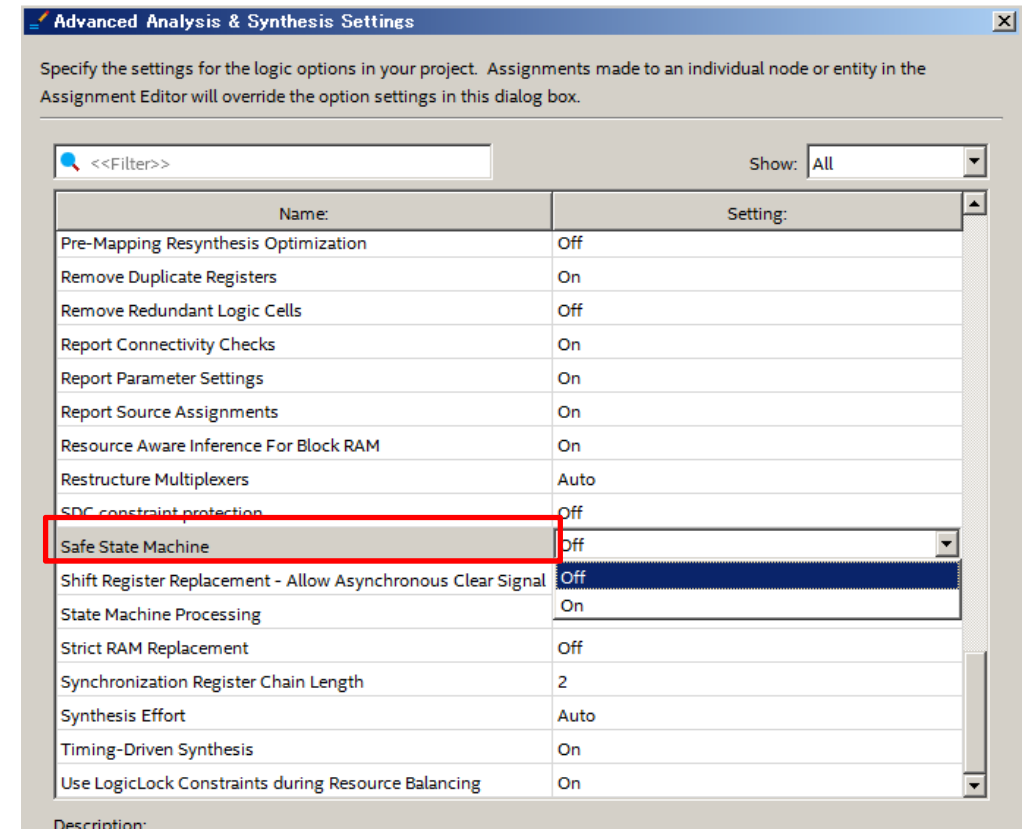 Advanced Analysis & Synthesis Settings
Specify the settings for the logic options in your project. Assignments made to an individual node or entity in the
Assignment Editor will override the option settings in this dialog box.
<<Filter>>
Show: All
Name: Setting:
Pre-Mapping Resynthesis Optimization Off
Remove Duplicate Registers On
Remove Redundant Logic Cells Off
Report Connectivity Checks On
Report Parameter Settings On
Report Source Assignments On
Resource Aware Inference For Block RAM On
Restructure Multiplexers Auto
SDC constraint protection Off
Safe State Machine Off
Shift Register Replacement - Allow Asynchronous Clear Signal Off
State Machine Processing On
Strict RAM Replacement Off
Synchronization Register Chain Length 2
Synthesis Effort Auto
Timing-Driven Synthesis On
Use LogicLock Constraints during Resource Balancing On
Description: